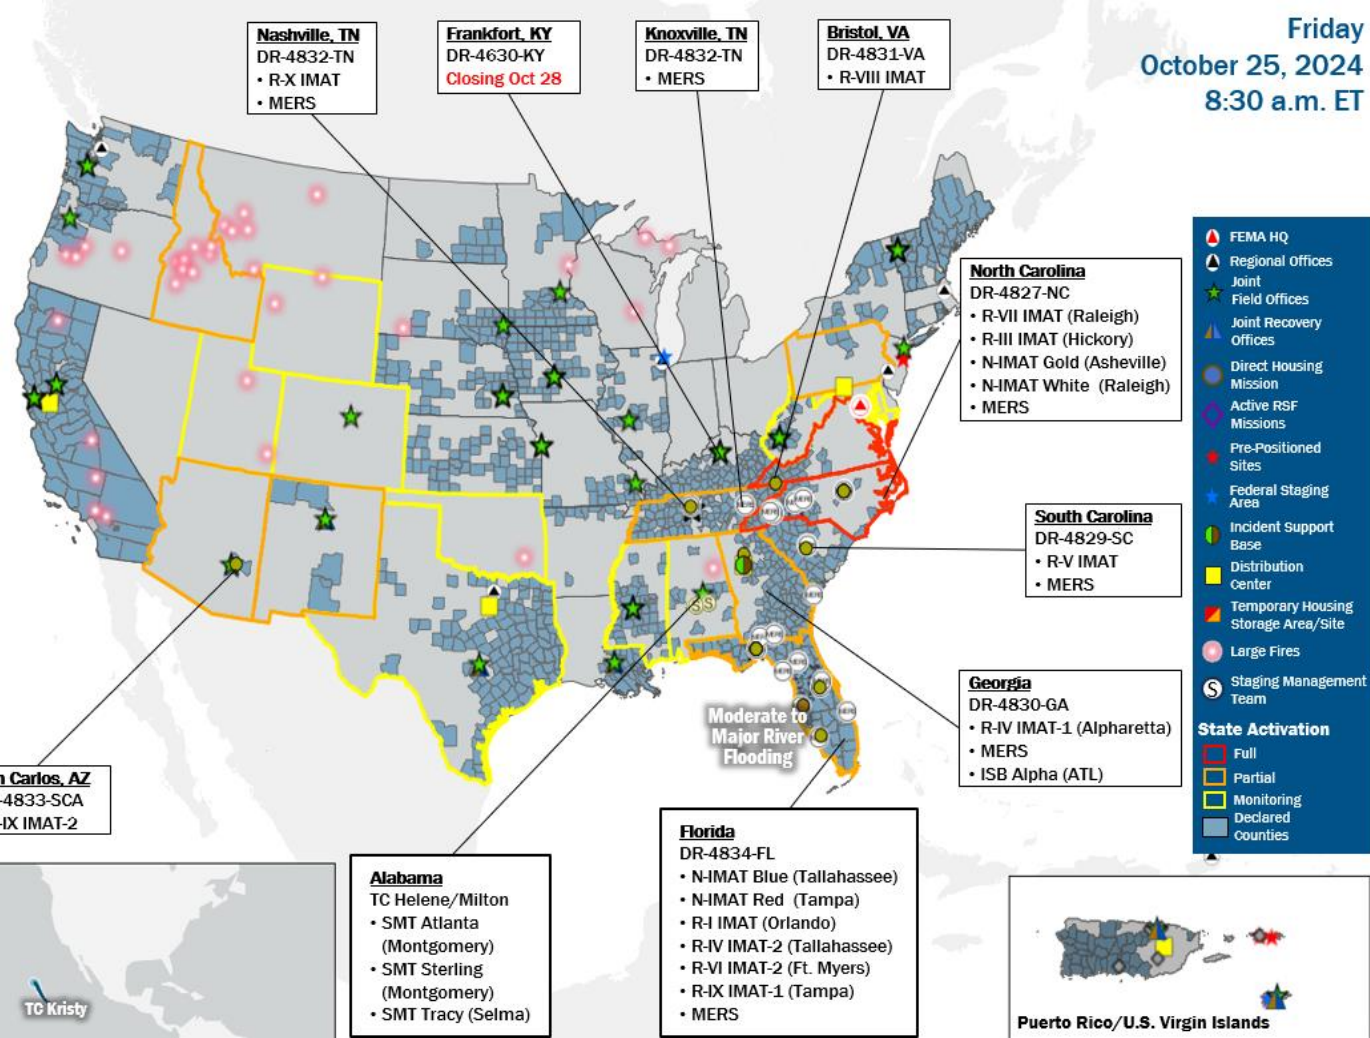 Friday
October 25, 2024
8:30 a.m. ET
Nashville, TN
DR-4832-TN
• R-X IMAT
• MERS
Frankfort, KY
DR-4630-KY
Closing Oct 28
Knoxville, TN
DR-4832-TN
• MERS
Bristol, VA
DR-4831-VA
• R-VIII IMAT
North Carolina
DR-4827-NC
• R-VII IMAT (Raleigh)
• R-III IMAT (Hickory)
• N-IMAT Gold (Asheville)
• N-IMAT White (Raleigh)
• MERS
South Carolina
DR-4829-SC
• R-V IMAT
• MERS
Georgia
DR-4830-GA
• R-IV IMAT-1 (Alpharetta)
• MERS
• ISB Alpha (ATL)
Moderate to
Major River
Flooding
n Carlos, AZ
-4833-SCA
-IX IMAT-2
Alabama
TC Helene/Milton
• SMT Atlanta
(Montgomery)
• SMT Sterling
(Montgomery)
• SMT Tracy (Selma)
Florida
DR-4834-FL
• N-IMAT Blue (Tallahassee)
• N-IMAT Red (Tampa)
• R-I IMAT (Orlando)
• R-IV IMAT-2 (Tallahassee)
• R-VI IMAT-2 (Ft. Myers)
• R-IX IMAT-1 (Tampa)
• MERS
TC Kristy
Puerto Rico/U.S. Virgin Islands
FEMA HQ
Regional Offices
Joint
Field Offices
Joint Recovery
Offices
Direct Housing
Mission
Active RSF
Missions
Pre-Positioned
Sites
Federal Staging
Area
Incident Support
Base
Distribution
Center
Temporary Housing
Storage Area/Site
Large Fires
S
Staging Management
Team
State Activation
Full
Partial
Monitoring
Declared
Counties